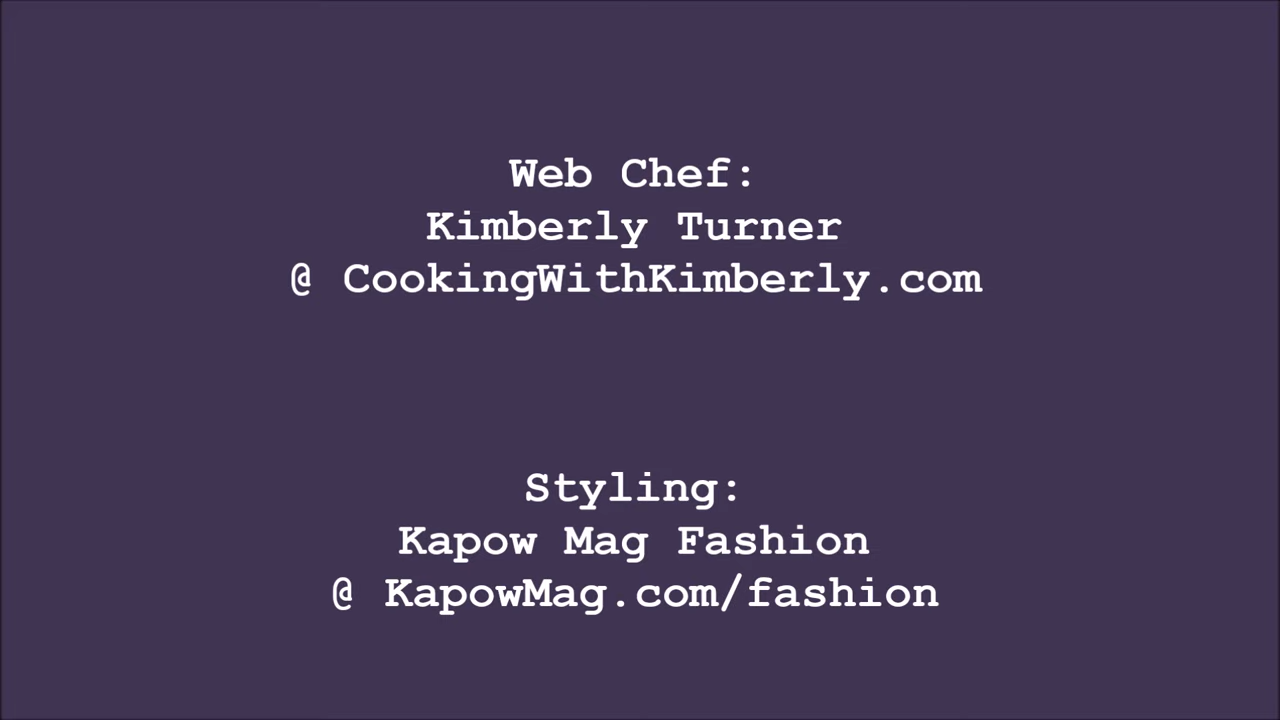 Web Chef:
Kimberly Turner
@ CookingWithKimberly.com
Styling:
Kapow Mag Fashion
@ KapowMag.com/fashion